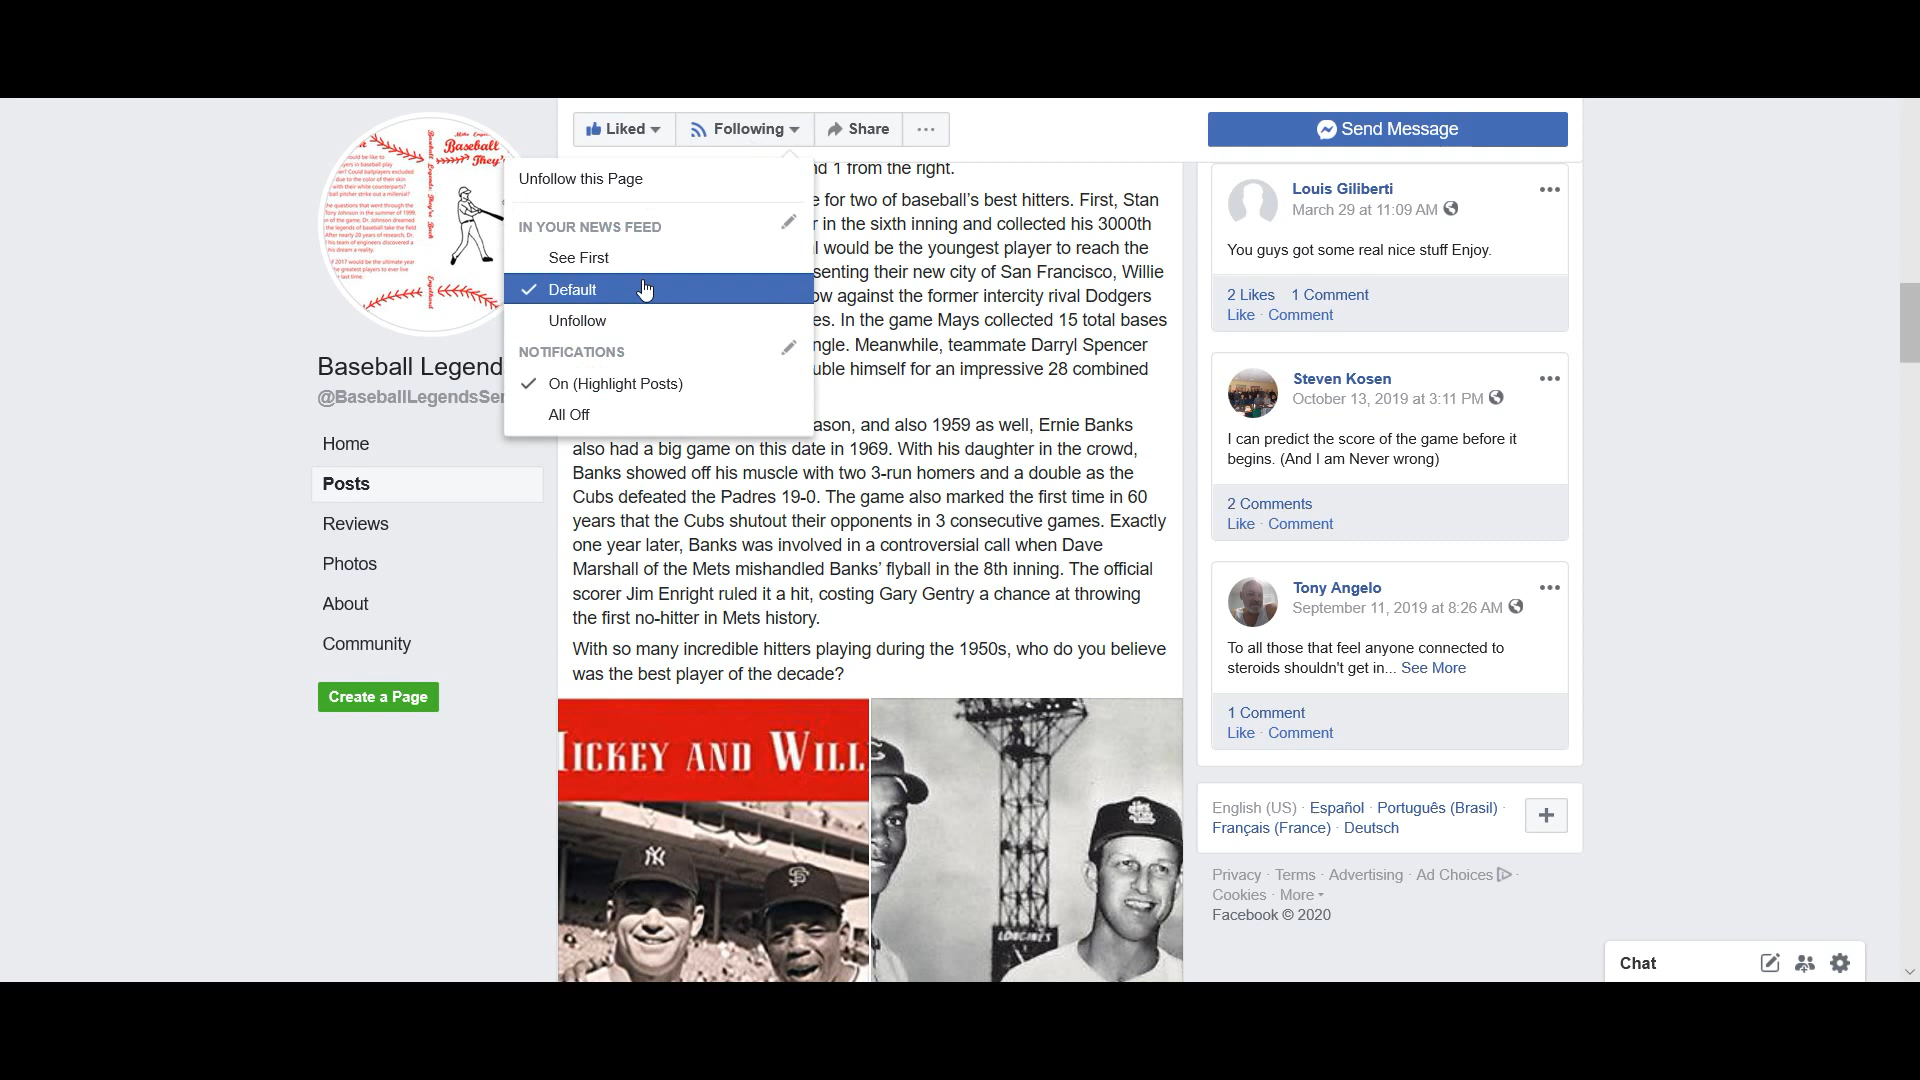 Liked
Following
Share
Send Message
Unfollow this Page
IN YOUR NEWS FEED
See First
Default
Unfollow
NOTIFICATIONS
On (Highlight Posts)
All Off
Baseball
They'
Baseball Legends: They're Back
Baseball Legend
@BaseballLegendsSer
Home
Posts
Reviews
Photos
About
Community
Create a Page
1 from the right.
for two of baseball’s best hitters. First, Stan
in the sixth inning and collected his 3000th
would be the youngest player to reach the
senting their new city of San Francisco, Willie
ow against the former intercity rival Dodgers
es. In the game Mays collected 15 total bases
ngle. Meanwhile, teammate Darryl Spencer
uble himself for an impressive 28 combined
ason, and also 1959 as well, Ernie Banks
also had a big game on this date in 1969. With his daughter in the crowd,
Banks showed off his muscle with two 3-run homers and a double as the
Cubs defeated the Padres 19-0. The game also marked the first time in 60
years that the Cubs shutout their opponents in 3 consecutive games. Exactly
one year later, Banks was involved in a controversial call when Dave
Marshall of the Mets mishandled Banks’ flyball in the 8th inning. The official
scorer Jim Enright ruled it a hit, costing Gary Gentry a chance at throwing
the first no-hitter in Mets history.
With so many incredible hitters playing during the 1950s, who do you believe
was the best player of the decade?
MICKEY AND WILL
NY
SF
LONGINES
Louis Giliberti
March 29 at 11:09 AM
You guys got some real nice stuff Enjoy.
2 Likes 1 Comment
Like · Comment
Steven Kosen
October 13, 2019 at 3:11 PM
I can predict the score of the game before it
begins. (And I am Never wrong)
2 Comments
Like · Comment
Tony Angelo
September 11, 2019 at 8:26 AM
To all those that feel anyone connected to
steroids shouldn't get in... See More
1 Comment
Like · Comment
English (US) · Español · Português (Brasil) ·
Français (France) · Deutsch
Privacy · Terms · Advertising · Ad Choices ·
Cookies · More
Facebook © 2020
Chat